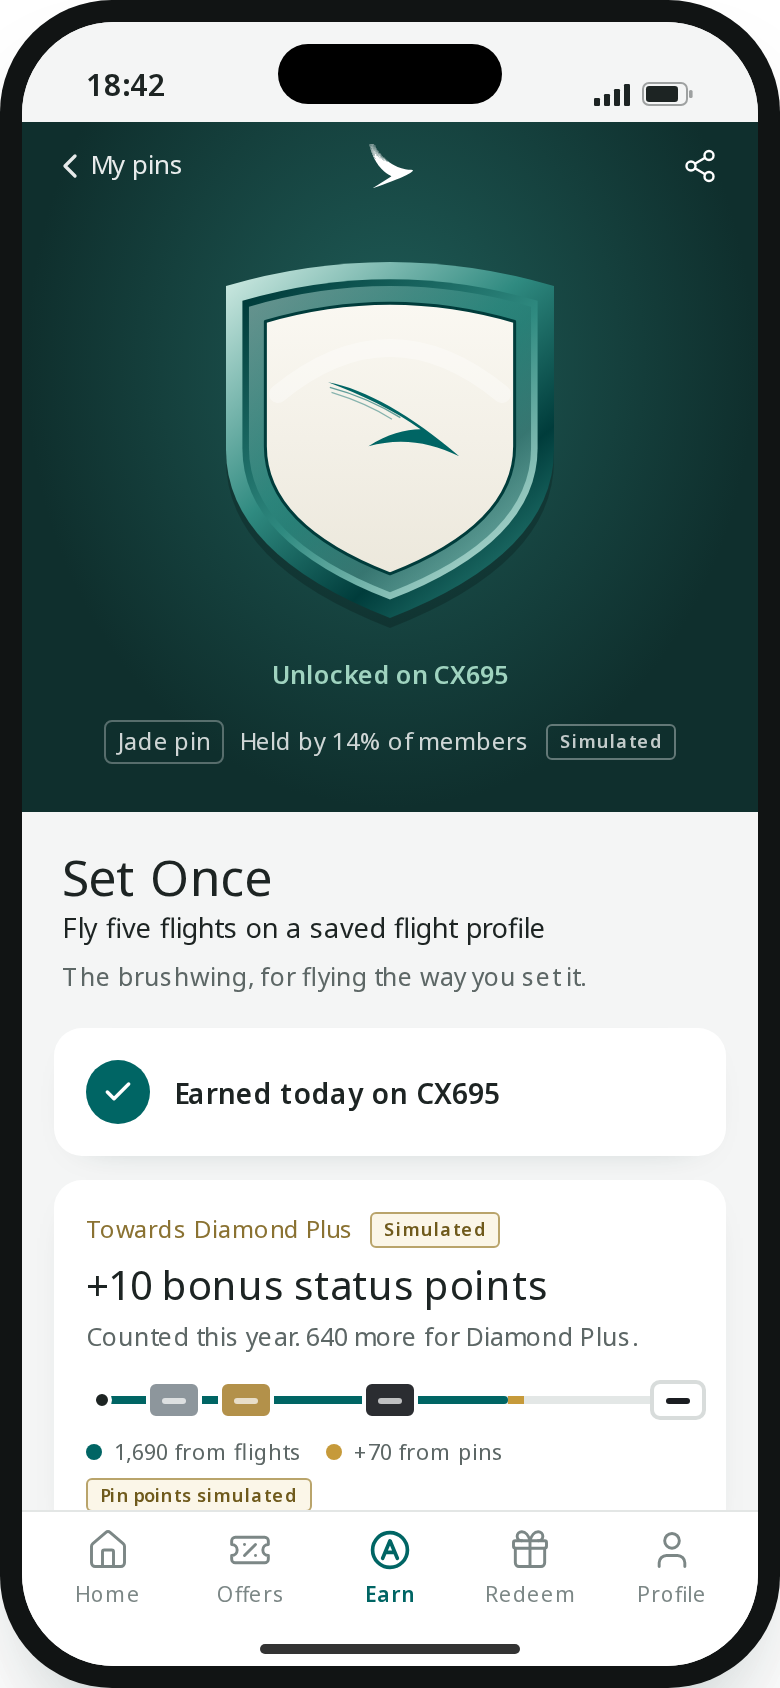 18:42
My pins
Unlocked on CX695
Jade pin Held by 14% of members Simulated
Set Once
Fly five flights on a saved flight profile
The brushwing, for flying the way you set it.
Earned today on CX695
Towards Diamond Plus Simulated
+10 bonus status points
Counted this year. 640 more for Diamond Plus.
1,690 from flights +70 from pins
Pin points simulated
Home Offers Earn Redeem Profile